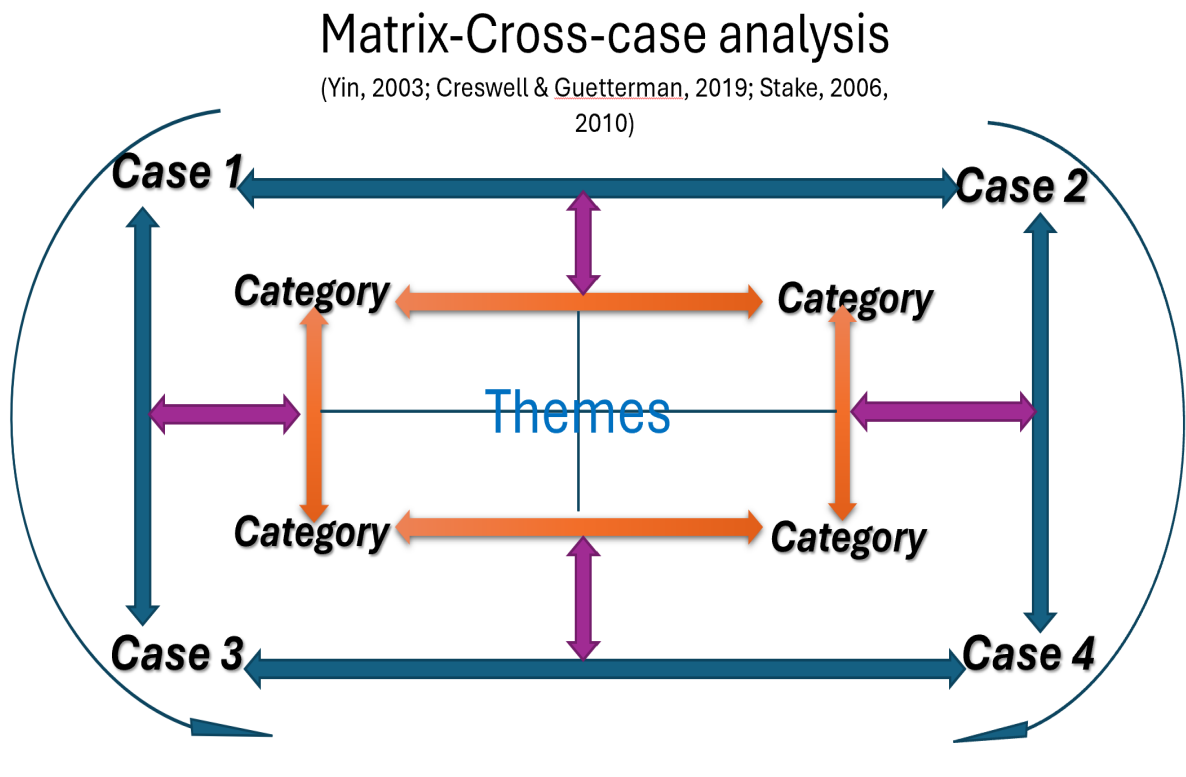 Matrix-Cross-case analysis
(Yin, 2003; Creswell & Guetterman, 2019; Stake, 2006,
2010)
Case 1
Case 2
Category
Category
Themes
Category
Category
Case 3
Case 4